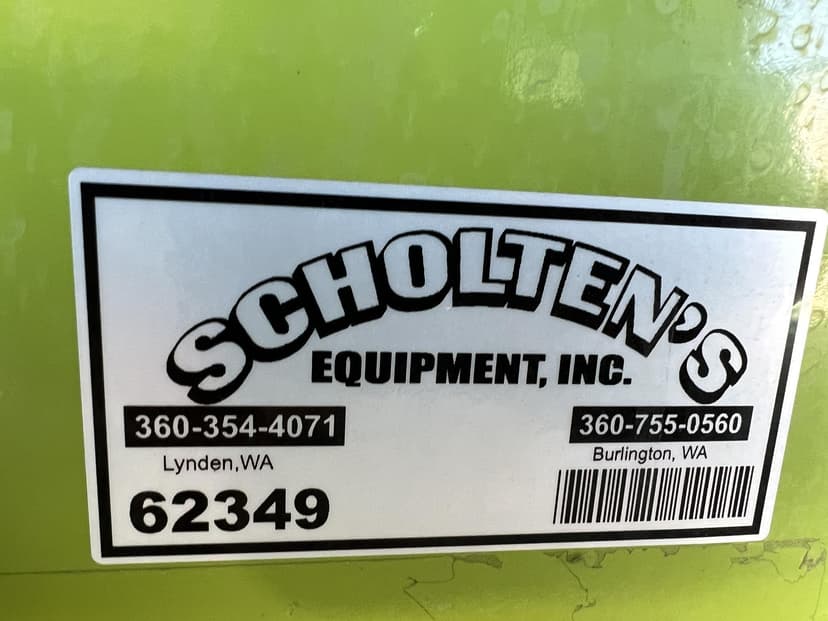 SCHOLTEN'S
EQUIPMENT, INC.
360-354-4071
Lynden,WA
62349
360-755-0560
Burlington, WA